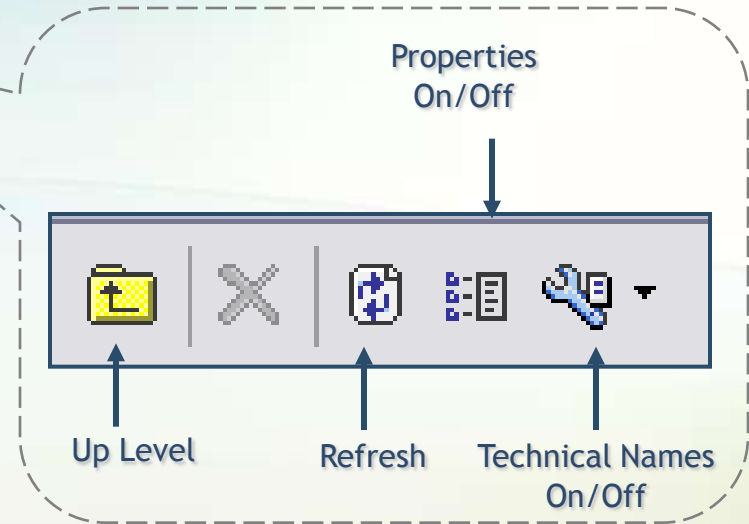 Properties
On/Off
Up Level
Refresh
Technical Names
On/Off